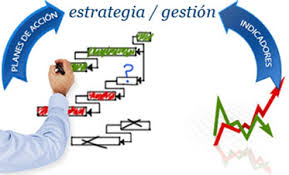 estrategia / gestión
PLANES DE ACCIÓN
INDICADORES
?